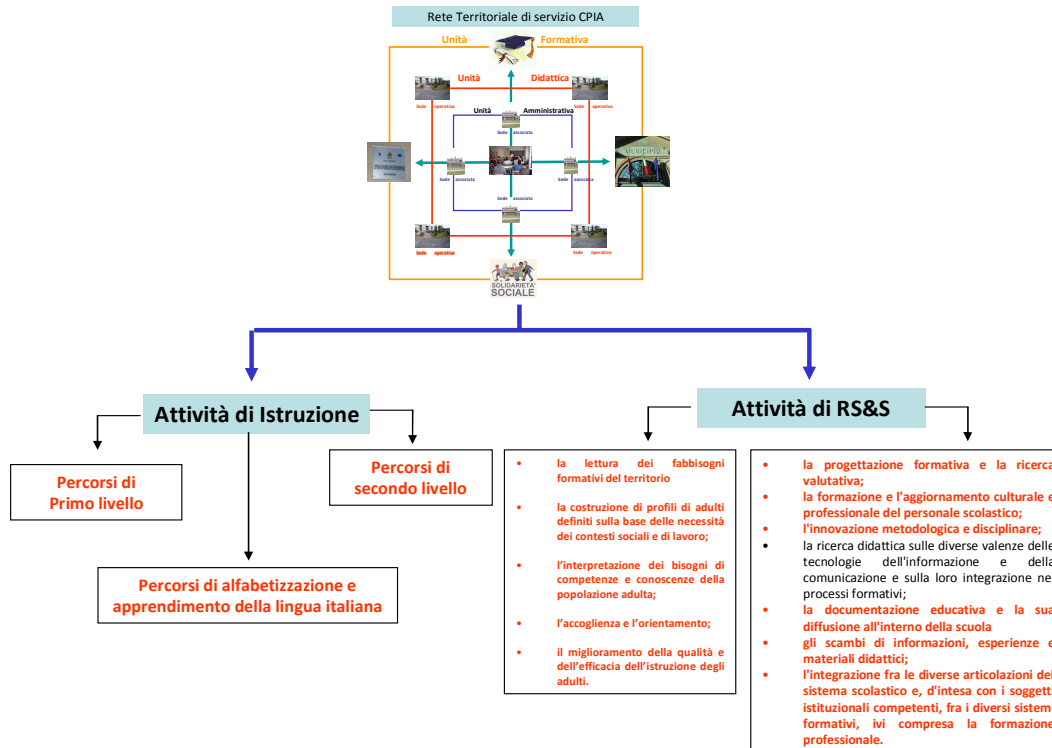 Rete Territoriale di servizio CPIA
Unità Formativa
Unità Didattica
Sede operativa
Sede operativa
Unità Amministrativa
Sede associata
MUNICIPIO
Sede associata
Sede associata
Sede associata
Sede operativa
Sede operativa
SOLIDARIETA'
SOCIALE
Attività di Istruzione
Attività di RS&S
Percorsi di
Primo livello
Percorsi di
secondo livello
Percorsi di alfabetizzazione e
apprendimento della lingua italiana
• la lettura dei fabbisogni
formativi del territorio
• la costruzione di profili di adulti
definiti sulla base delle necessità
dei contesti sociali e di lavoro;
• l'interpretazione dei bisogni di
competenze e conoscenze della
popolazione adulta;
• l'accoglienza e l'orientamento;
• il miglioramento della qualità e
dell'efficacia dell'istruzione degli
adulti.
• la progettazione formativa e la ricerca
valutativa;
• la formazione e l'aggiornamento culturale e
professionale del personale scolastico;
• l'innovazione metodologica e disciplinare;
• la ricerca didattica sulle diverse valenze delle
tecnologie dell'informazione e della
comunicazione e sulla loro integrazione nei
processi formativi;
• la documentazione educativa e la sua
diffusione all'interno della scuola
• gli scambi di informazioni, esperienze e
materiali didattici;
• l'integrazione fra le diverse articolazioni del
sistema scolastico e, d'intesa con i soggetti
istituzionali competenti, fra i diversi sistemi
formativi, ivi compresa la formazione
professionale.